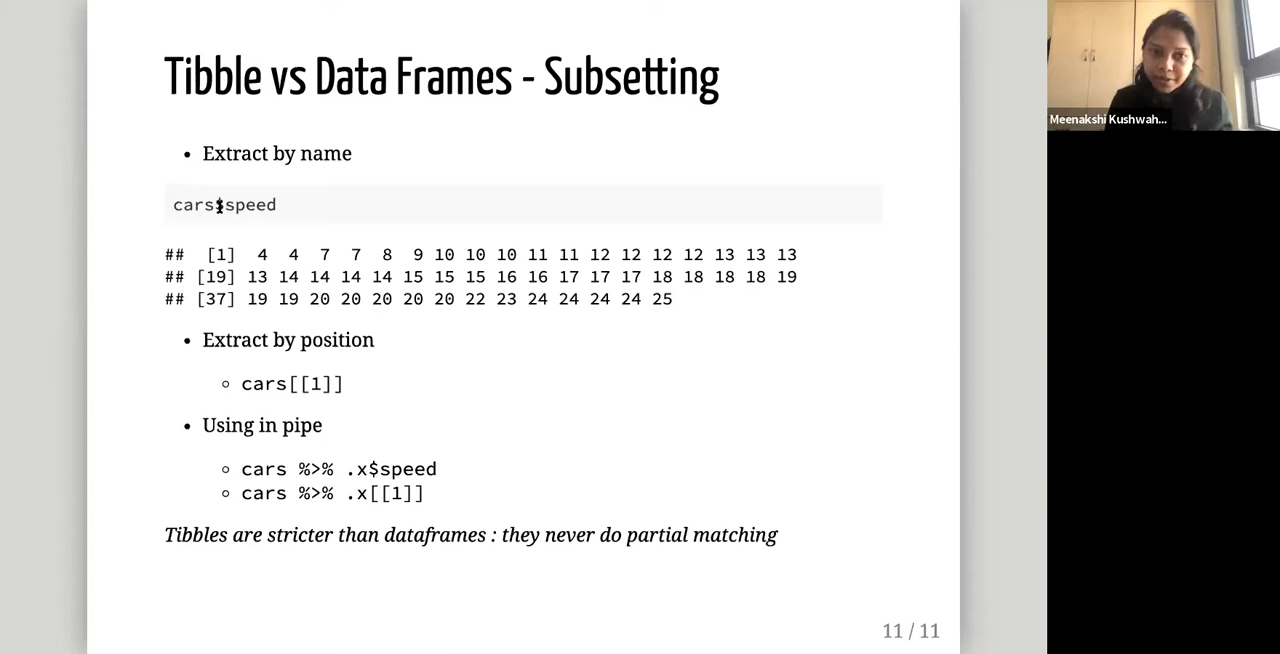 Tibble vs Data Frames - Subsetting
Meenakshi Kushwah...
• Extract by name
cars$speed
## [1] 4 4 7 7 8 9 10 10 10 11 11 12 12 12 12 13 13 13
## [19] 13 14 14 14 14 15 15 15 16 16 17 17 17 18 18 18 18 19
## [37] 19 19 20 20 20 20 20 22 23 24 24 24 24 25
• Extract by position
◦ cars[[1]]
• Using in pipe
◦ cars %>% .x$speed
◦ cars %>% .x[[1]]
Tibbles are stricter than dataframes : they never do partial matching
11 / 11